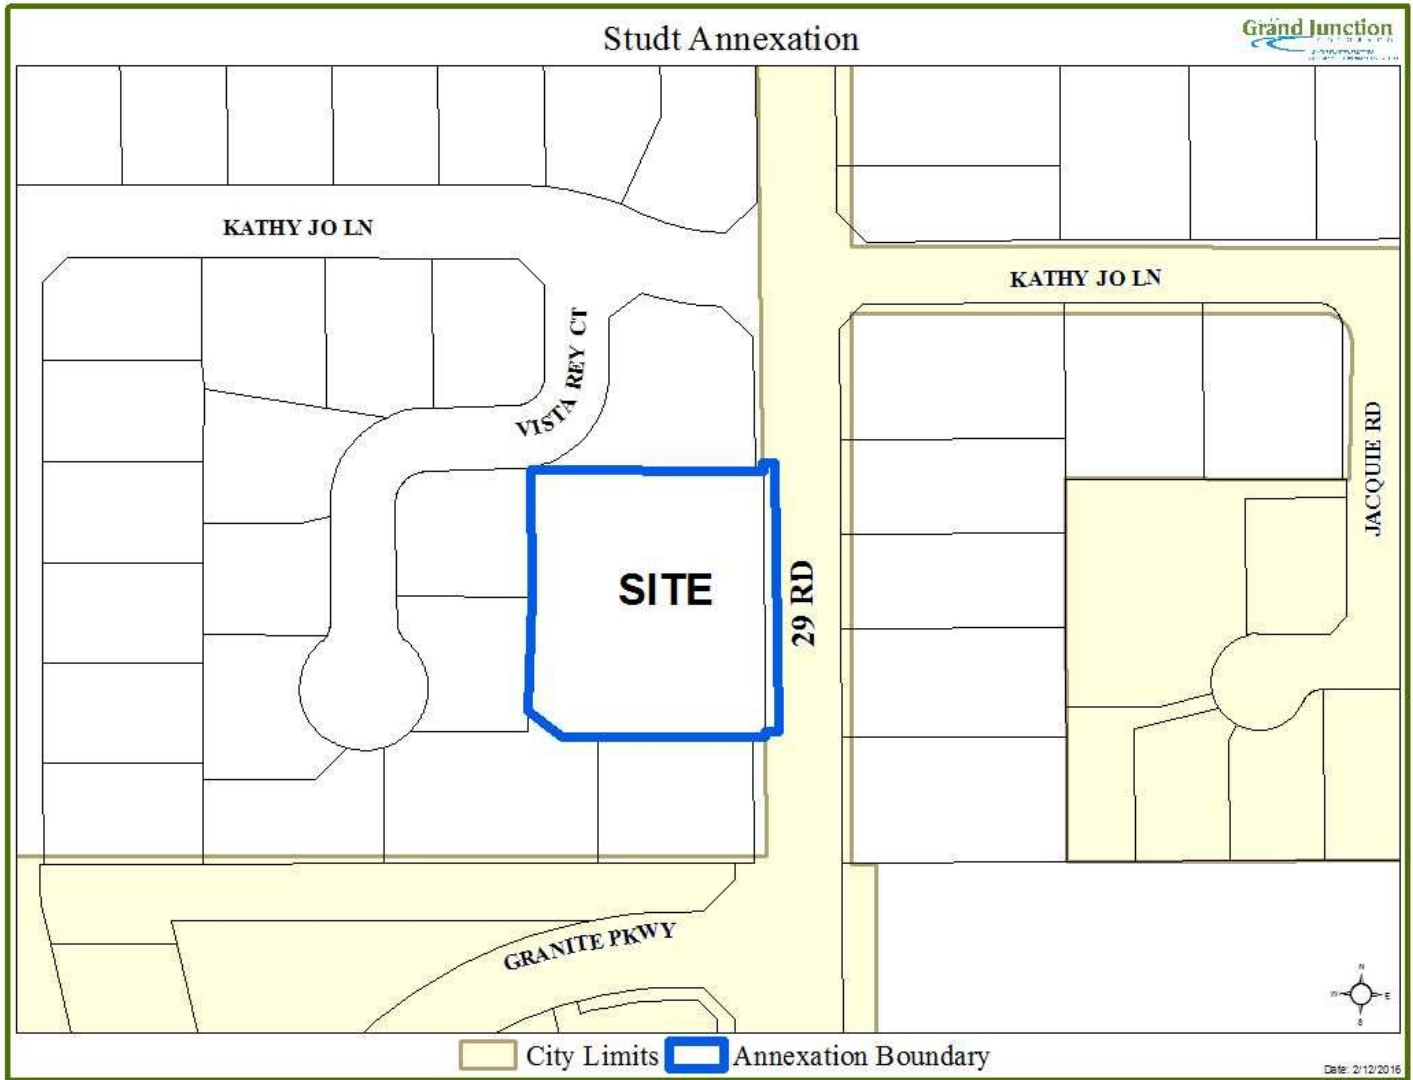 Studt Annexation
Grand Junction
COLORADO
KATHY JO LN
KATHY JO LN
VISTA REY CT
JACQUIE RD
SITE
29 RD
GRANITE PKWY
N
W E
S
City Limits Annexation Boundary
Date: 2/12/2016